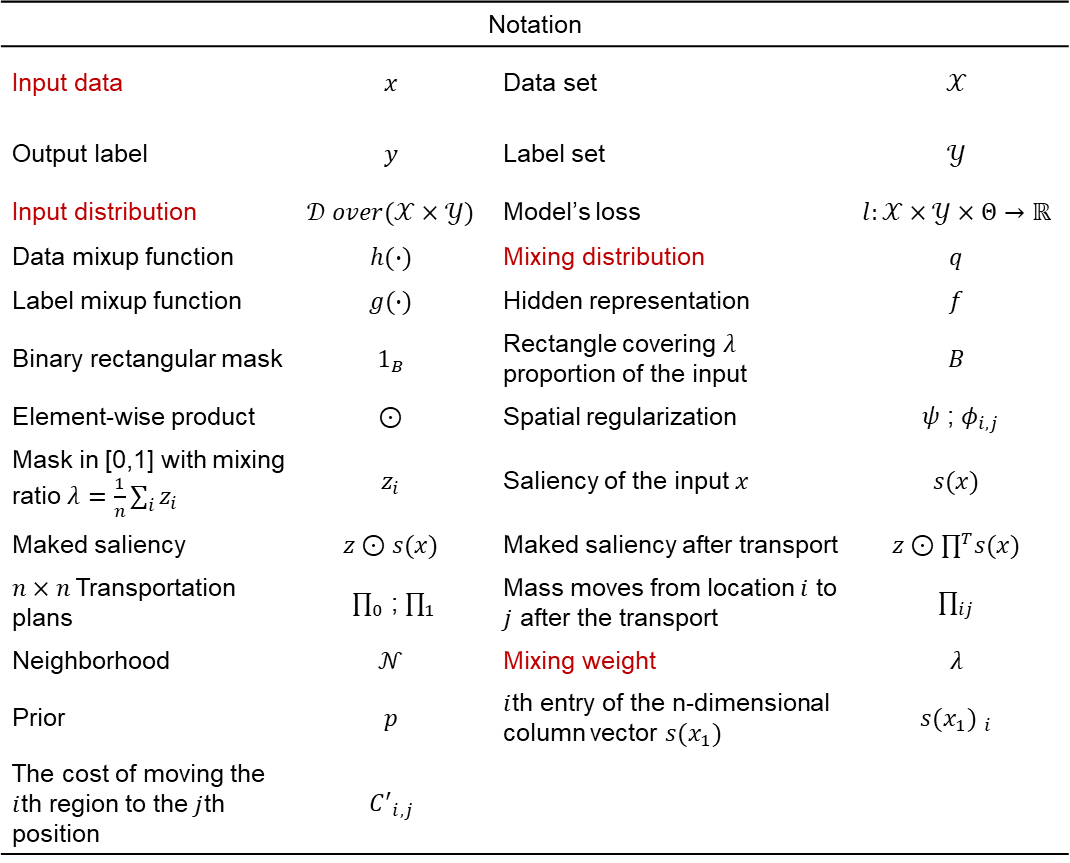 Notation
Input data x Data set 𝒳
Output label y Label set 𝒴
Input distribution 𝒟 over(𝒳 × 𝒴) Model’s loss l: 𝒳 × 𝒴 × Θ → ℝ
Data mixup function h(·) Mixing distribution q
Label mixup function g(·) Hidden representation f
Binary rectangular mask 1_B Rectangle covering λ
proportion of the input B
Element-wise product ⊙ Spatial regularization ψ ; ϕ_{i,j}
Mask in [0,1] with mixing
ratio λ = 1/n ∑_i z_i z_i Saliency of the input x s(x)
Maked saliency z ⊙ s(x) Maked saliency after transport z ⊙ ∏^T s(x)
n × n Transportation
plans ∏_0 ; ∏_1 Mass moves from location i to
j after the transport ∏_{ij}
Neighborhood 𝒩 Mixing weight λ
Prior p ith entry of the n-dimensional
column vector s(x_1) s(x_1)_i
The cost of moving the
ith region to the jth
position C′_{i,j}